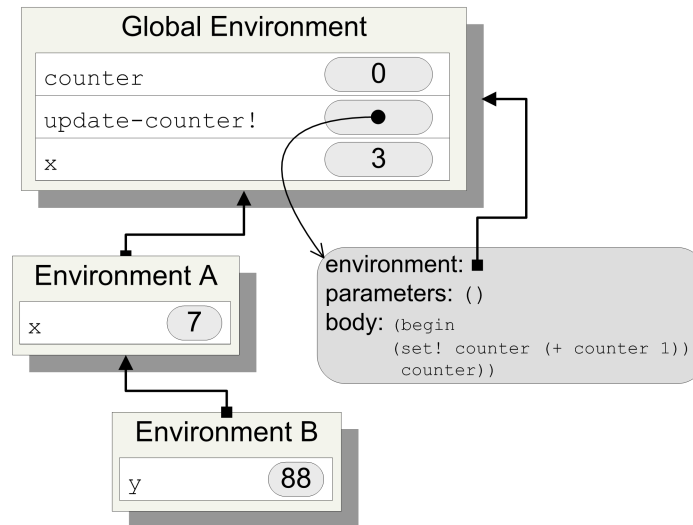 Global Environment
counter 0
update-counter!
x 3
Environment A
x 7
environment:
parameters: ()
body: (begin
(set! counter (+ counter 1))
counter))
Environment B
y 88